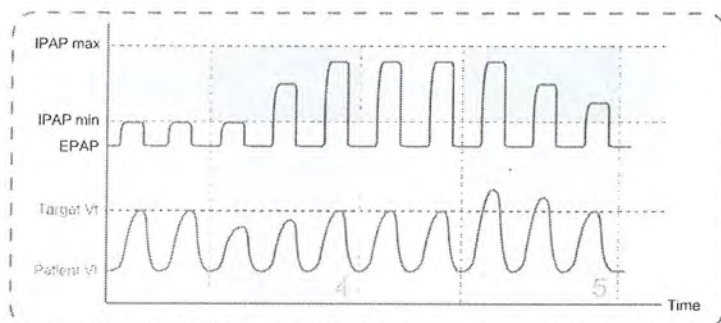 IPAP max
IPAP min
EPAP
Target Vt
Patient Vt
4
5
Time